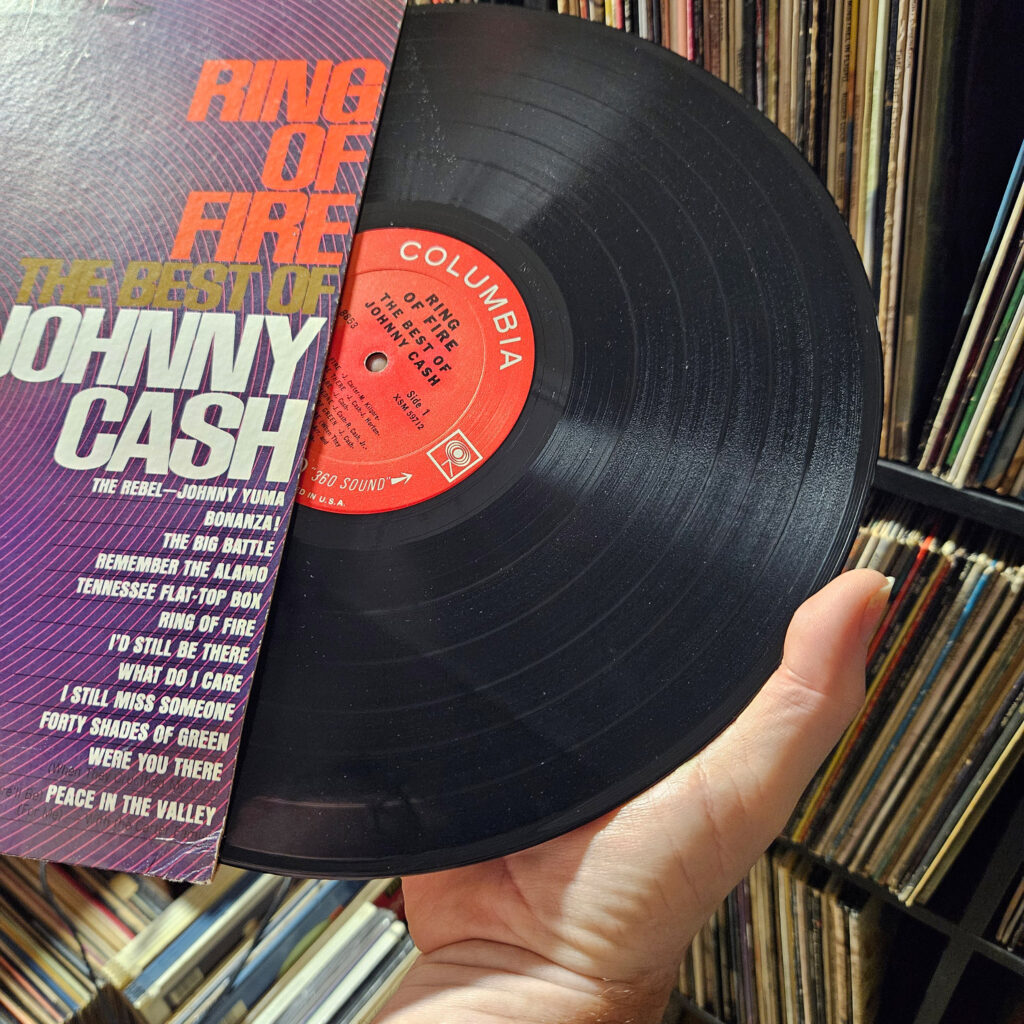 RING
OF
FIRE
THE BEST OF
JOHNNY
CASH
THE REBEL—JOHNNY YUMA
BONANZA!
THE BIG BATTLE
REMEMBER THE ALAMO
TENNESSEE FLAT-TOP BOX
RING OF FIRE
I'D STILL BE THERE
WHAT DO I CARE
I STILL MISS SOMEONE
FORTY SHADES OF GREEN
WERE YOU THERE
(When They
PEACE IN THE VALLEY
COLUMBIA
RING
OF FIRE
THE BEST OF
JOHNNY CASH
Side 1
XSM 59712
"360 SOUND"
IN U.S.A.